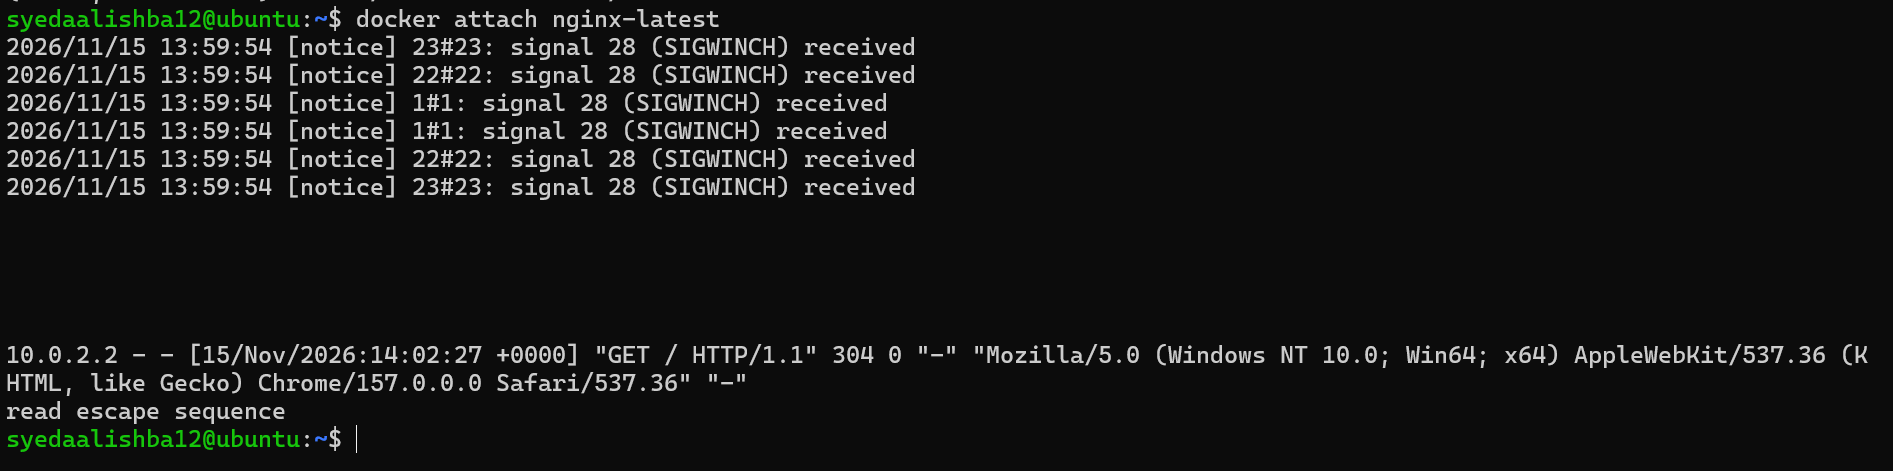 syedaalishba12@ubuntu:~$ docker attach nginx-latest
2026/11/15 13:59:54 [notice] 23#23: signal 28 (SIGWINCH) received
2026/11/15 13:59:54 [notice] 22#22: signal 28 (SIGWINCH) received
2026/11/15 13:59:54 [notice] 1#1: signal 28 (SIGWINCH) received
2026/11/15 13:59:54 [notice] 1#1: signal 28 (SIGWINCH) received
2026/11/15 13:59:54 [notice] 22#22: signal 28 (SIGWINCH) received
2026/11/15 13:59:54 [notice] 23#23: signal 28 (SIGWINCH) received
10.0.2.2 - - [15/Nov/2026:14:02:27 +0000] "GET / HTTP/1.1" 304 0 "-" "Mozilla/5.0 (Windows NT 10.0; Win64; x64) AppleWebKit/537.36 (K
HTML, like Gecko) Chrome/157.0.0.0 Safari/537.36" "-"
read escape sequence
syedaalishba12@ubuntu:~$